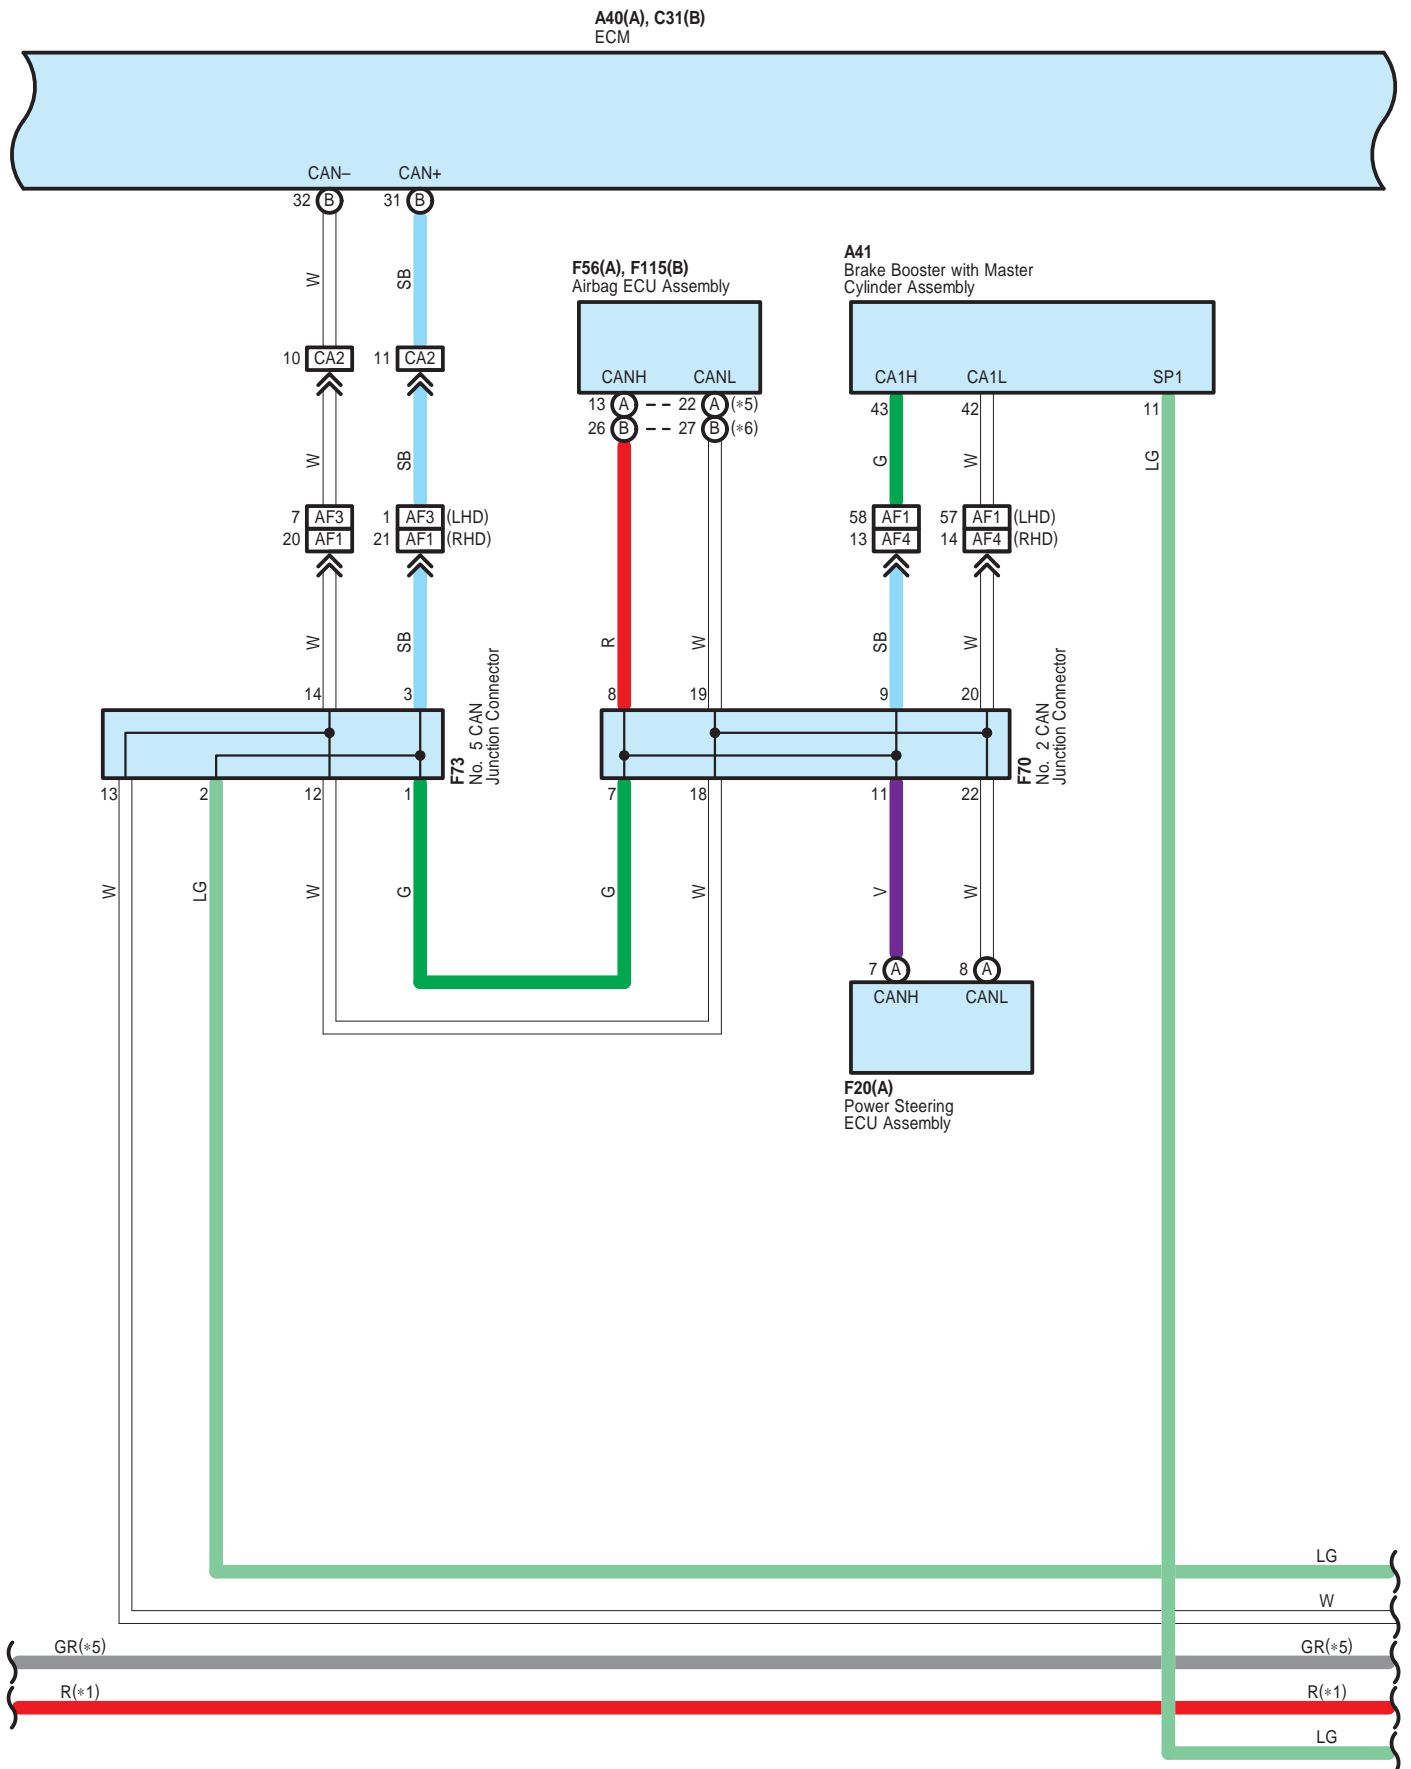 A40(A), C31(B)
ECM
CAN– CAN+
32 B 31 B
W SB
F56(A), F115(B)
Airbag ECU Assembly
A41
Brake Booster with Master
Cylinder Assembly
10 CA2 11 CA2
CANH CANL
CA1H CA1L SP1
13 A 22 A (*5)
26 B 27 B (*6)
43 42 11
W SB G W LG
7 AF3 1 AF3 (LHD)
20 AF1 21 AF1 (RHD)
58 AF1 57 AF1 (LHD)
13 AF4 14 AF4 (RHD)
W SB R W SB W
14 3 8 19 9 20
F73
No. 5 CAN
Junction Connector
F70
No. 2 CAN
Junction Connector
13 2 12 1 7 18 11 22
W LG W G G W V W
7 A 8 A
CANH CANL
F20(A)
Power Steering
ECU Assembly
LG
W
GR(*5) GR(*5)
R(*1) R(*1)
LG